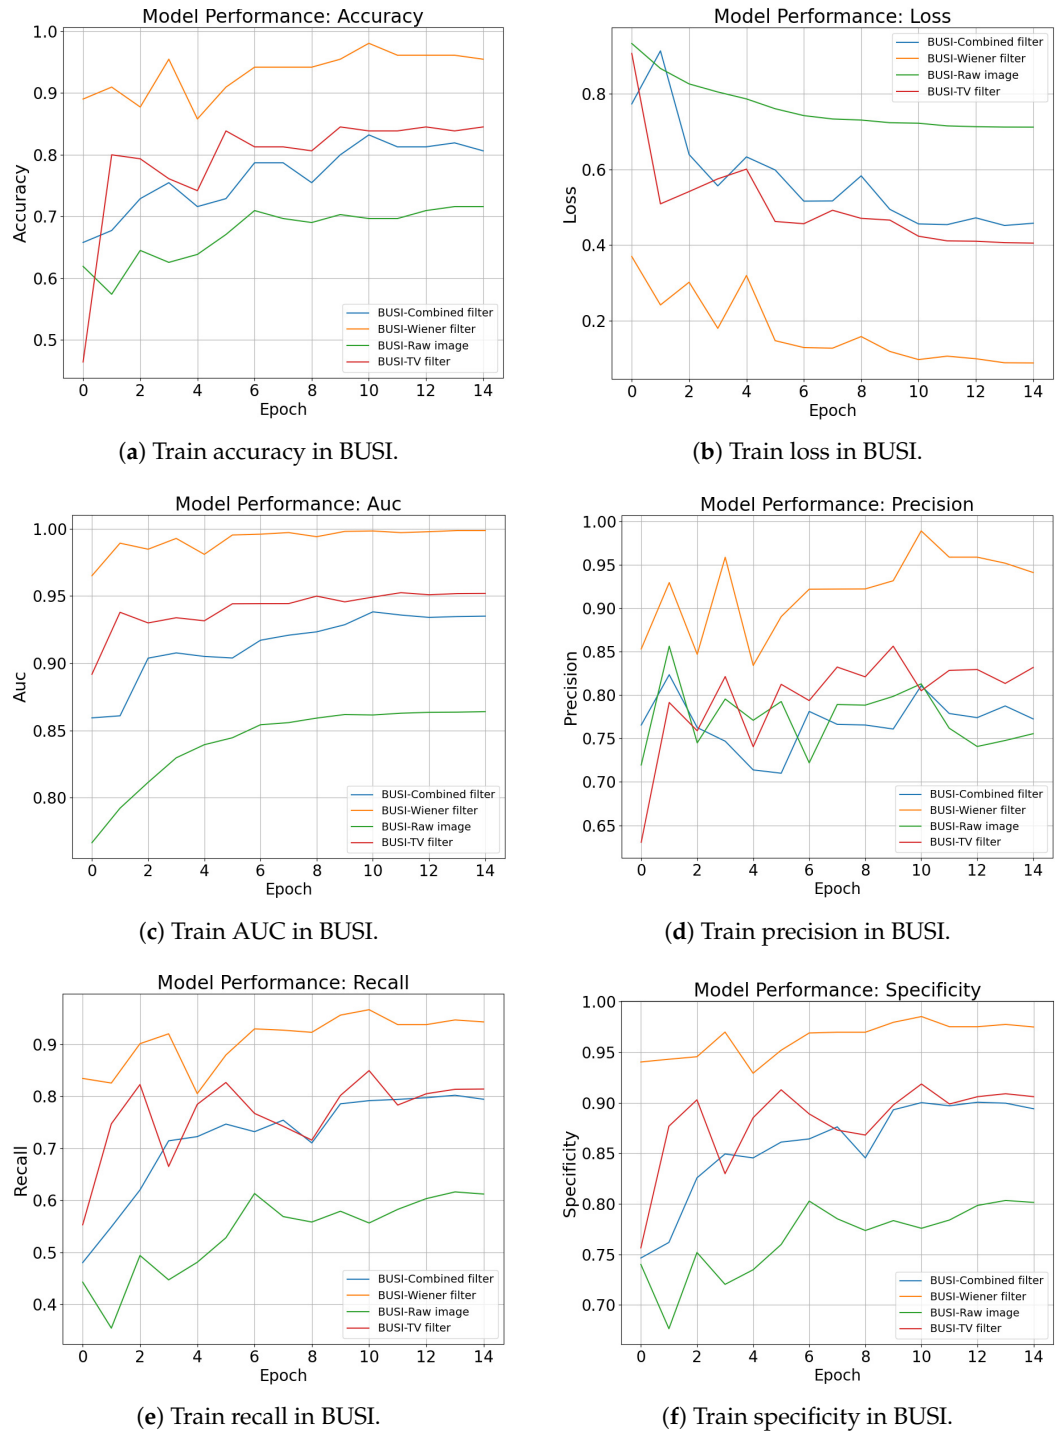 Model Performance: Accuracy
1.0
0.9
0.8
0.7
0.6
0.5
Accuracy
0 2 4 6 8 10 12 14
Epoch
BUSI-Combined filter
BUSI-Wiener filter
BUSI-Raw image
BUSI-TV filter
(a) Train accuracy in BUSI.
Model Performance: Loss
0.8
0.6
0.4
0.2
Loss
0 2 4 6 8 10 12 14
Epoch
BUSI-Combined filter
BUSI-Wiener filter
BUSI-Raw image
BUSI-TV filter
(b) Train loss in BUSI.
Model Performance: Auc
1.00
0.95
0.90
0.85
0.80
Auc
0 2 4 6 8 10 12 14
Epoch
BUSI-Combined filter
BUSI-Wiener filter
BUSI-Raw image
BUSI-TV filter
(c) Train AUC in BUSI.
Model Performance: Precision
1.00
0.95
0.90
0.85
0.80
0.75
0.70
0.65
Precision
0 2 4 6 8 10 12 14
Epoch
BUSI-Combined filter
BUSI-Wiener filter
BUSI-Raw image
BUSI-TV filter
(d) Train precision in BUSI.
Model Performance: Recall
0.9
0.8
0.7
0.6
0.5
0.4
Recall
0 2 4 6 8 10 12 14
Epoch
BUSI-Combined filter
BUSI-Wiener filter
BUSI-Raw image
BUSI-TV filter
(e) Train recall in BUSI.
Model Performance: Specificity
1.00
0.95
0.90
0.85
0.80
0.75
0.70
Specificity
0 2 4 6 8 10 12 14
Epoch
BUSI-Combined filter
BUSI-Wiener filter
BUSI-Raw image
BUSI-TV filter
(f) Train specificity in BUSI.